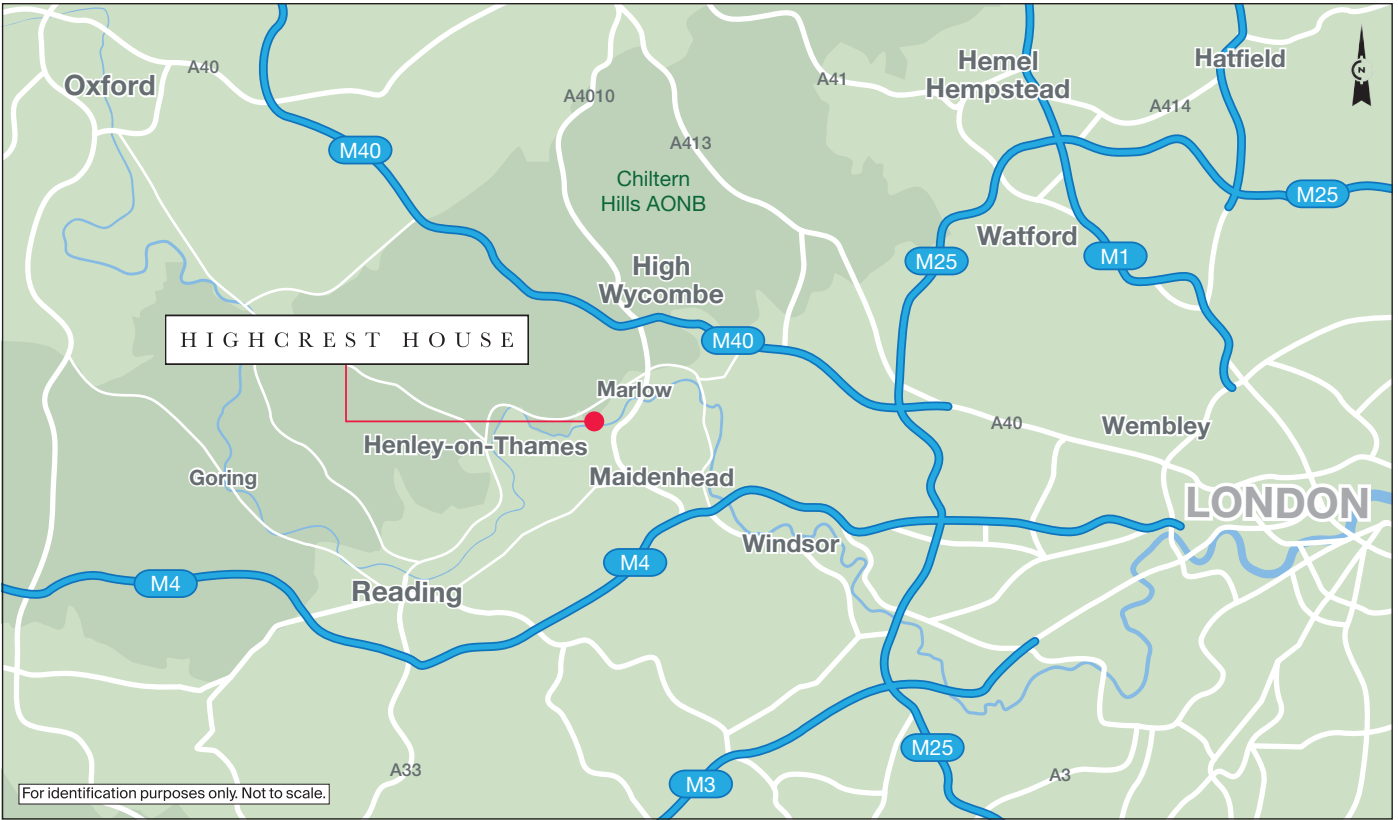 Oxford
A40
M40
A4010
A413
A41
Hemel
Hempstead
A414
Hatfield
N
Chiltern
Hills AONB
M25
Watford
M1
M25
High
Wycombe
HIGHCREST HOUSE
M40
Marlow
Henley-on-Thames
A40
Wembley
Goring
Maidenhead
LONDON
Windsor
M4
M4
Reading
M25
A33
M3
A3
For identification purposes only. Not to scale.